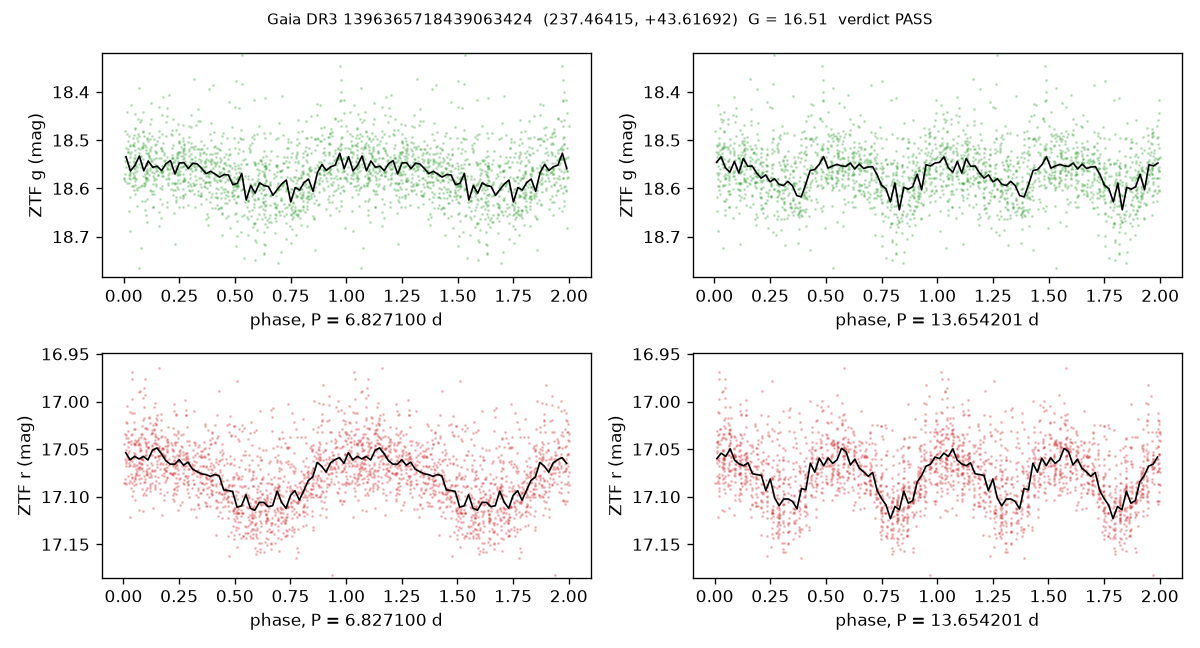 Gaia DR3 1396365718439063424 (237.46415, +43.61692) G = 16.51 verdict PASS
ZTF g (mag)
18.4
18.5
18.6
18.7
0.00 0.25 0.50 0.75 1.00 1.25 1.50 1.75 2.00
phase, P = 6.827100 d
ZTF g (mag)
18.4
18.5
18.6
18.7
0.00 0.25 0.50 0.75 1.00 1.25 1.50 1.75 2.00
phase, P = 13.654201 d
ZTF r (mag)
16.95
17.00
17.05
17.10
17.15
0.00 0.25 0.50 0.75 1.00 1.25 1.50 1.75 2.00
phase, P = 6.827100 d
ZTF r (mag)
16.95
17.00
17.05
17.10
17.15
0.00 0.25 0.50 0.75 1.00 1.25 1.50 1.75 2.00
phase, P = 13.654201 d